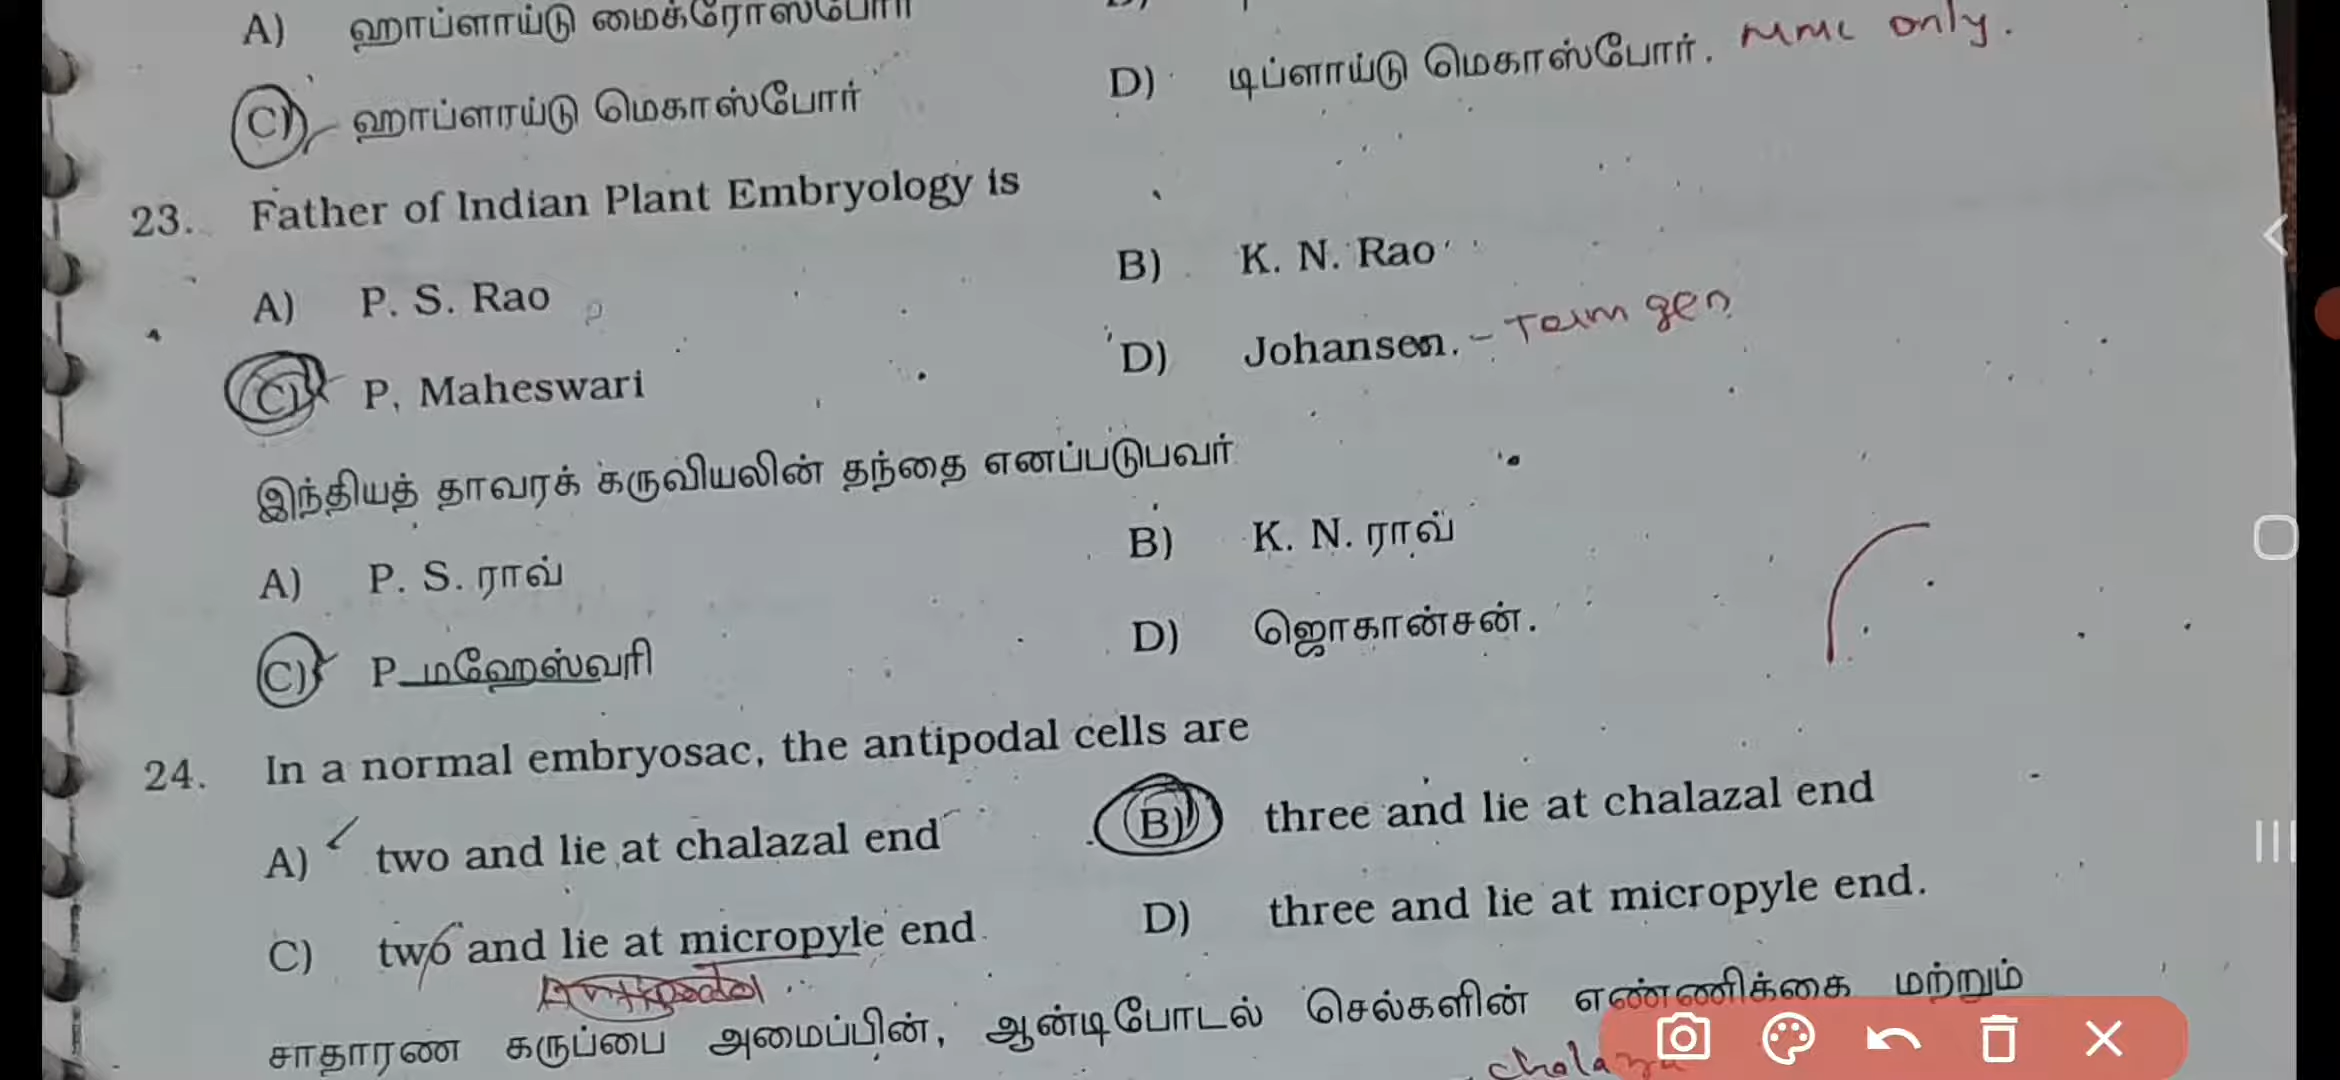 A) ஹாப்ளாய்டு மைக்ரோஸ்போர்
C) ஹாப்ளாய்டு மெகாஸ்போர்
D) டிப்ளாய்டு மெகாஸ்போர். MMC only.
23. Father of Indian Plant Embryology is
A) P. S. Rao
B) K. N. Rao
C) P. Maheswari
D) Johansen. -
இந்தியத் தாவரக் கருவியலின் தந்தை எனப்படுபவர்
A) P. S. ராவ்
B) K. N. ராவ்
C) P மஹேஸ்வரி
D) ஜொகான்சன்.
24. In a normal embryosac, the antipodal cells are
A) two and lie at chalazal end
B) three and lie at chalazal end
C) two and lie at micropyle end
D) three and lie at micropyle end.
Antipodal
சாதாரண கருப்பை அமைப்பின், ஆன்டிபோடல் செல்களின் எண்ணிக்கை மற்றும்